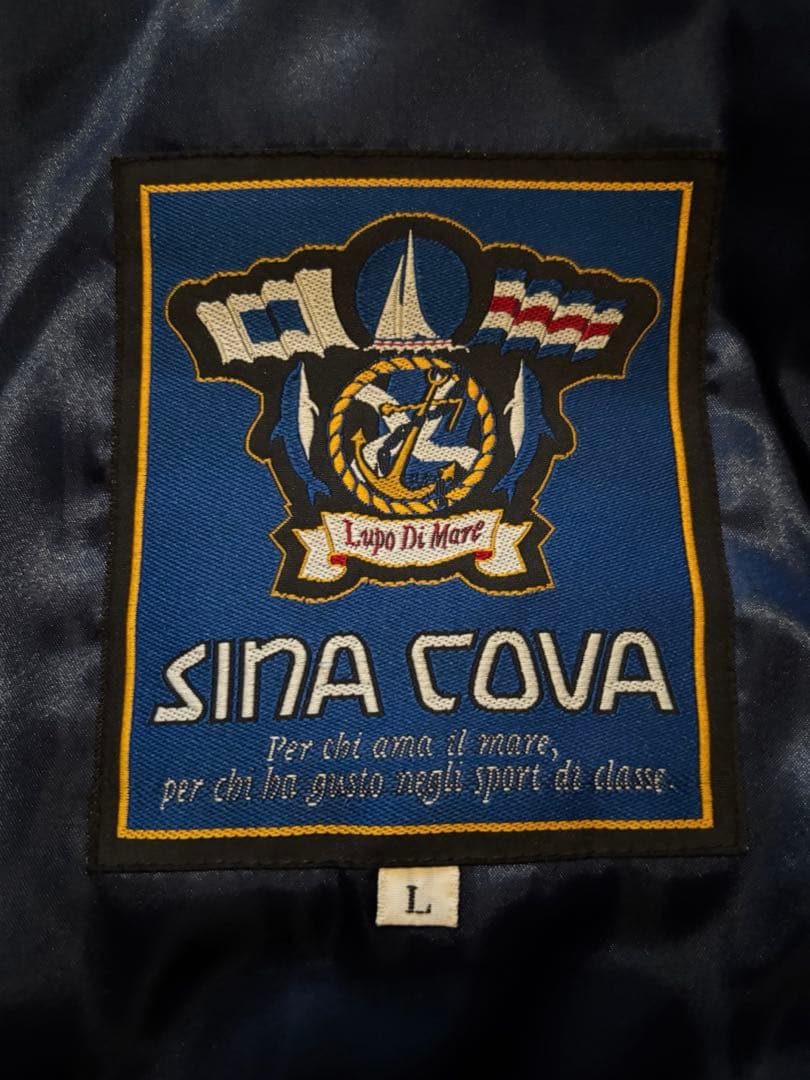 Lupo Di Mare
SINA COVA
Per chi ama il mare,
per chi ha gusto negli sport di classe.
L